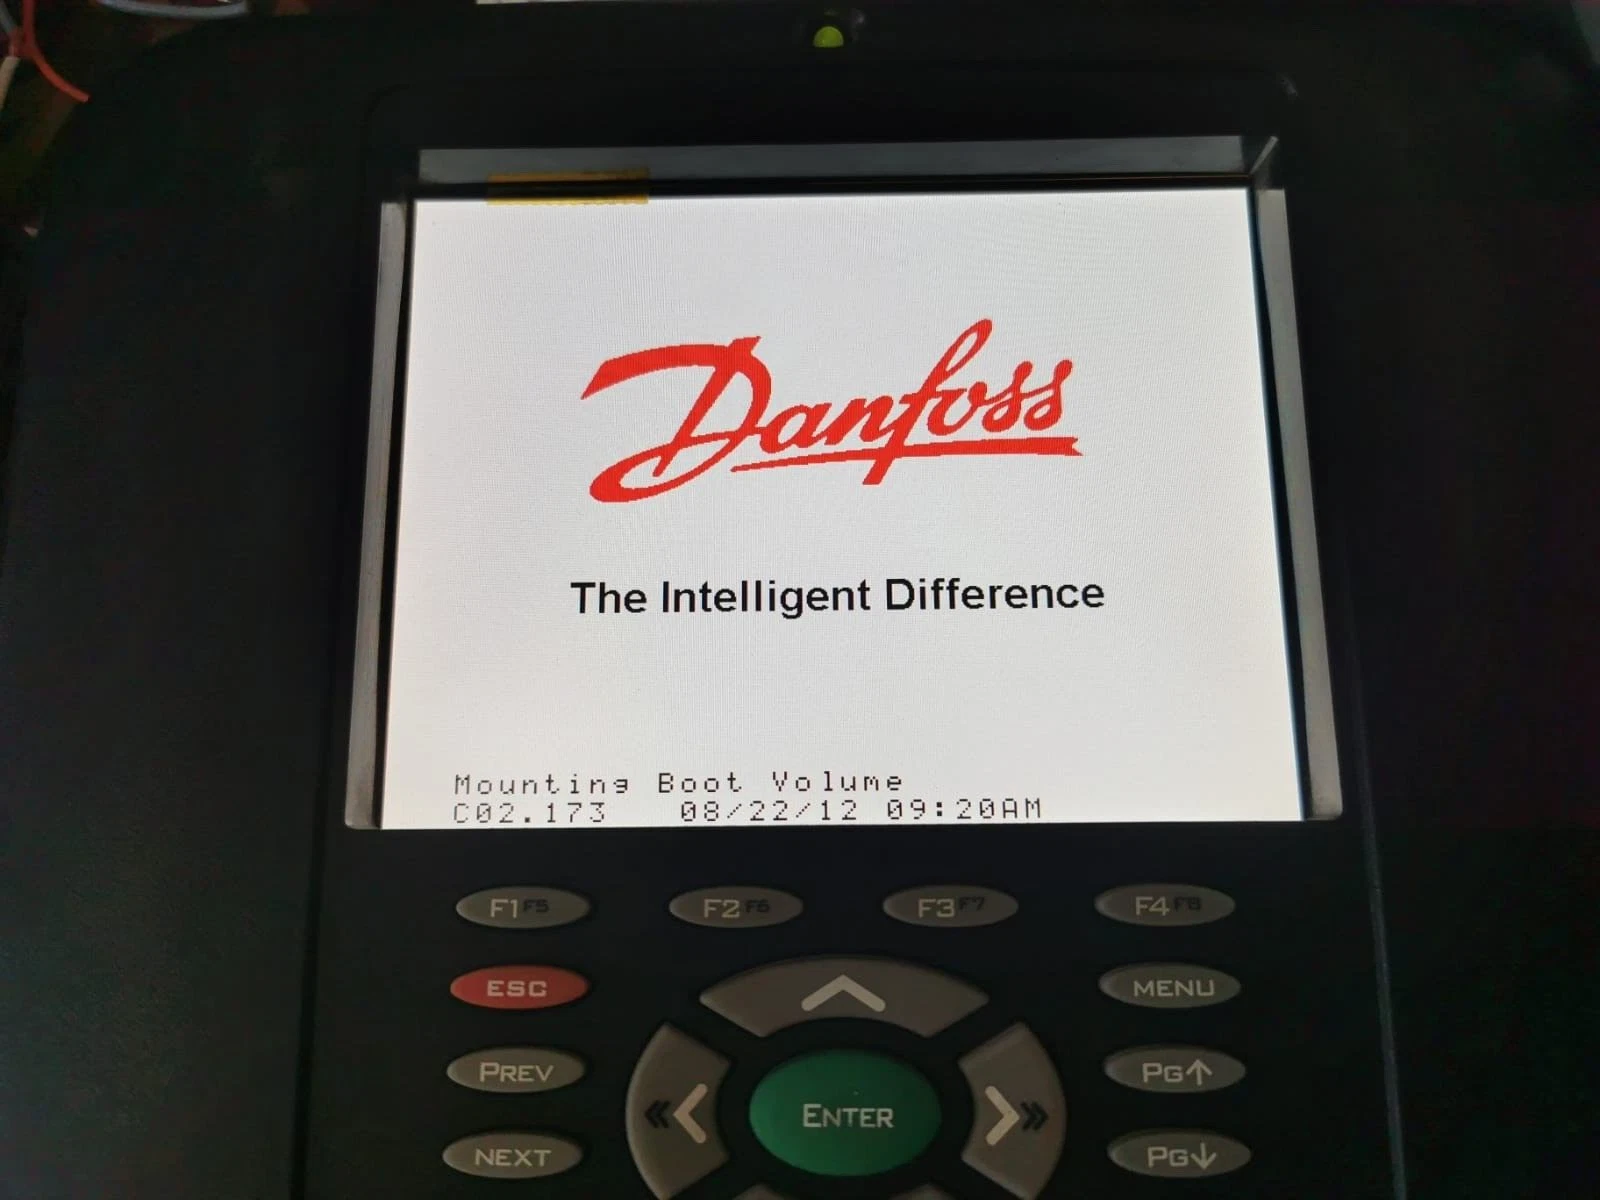 Danfoss
The Intelligent Difference
Mounting Boot Volume
C02.173 08/22/12 09:20AM
F1 F5 F2 F6 F3 F7 F4 F8
ESC MENU
PREV PG↑
« < ENTER > »
NEXT PG↓